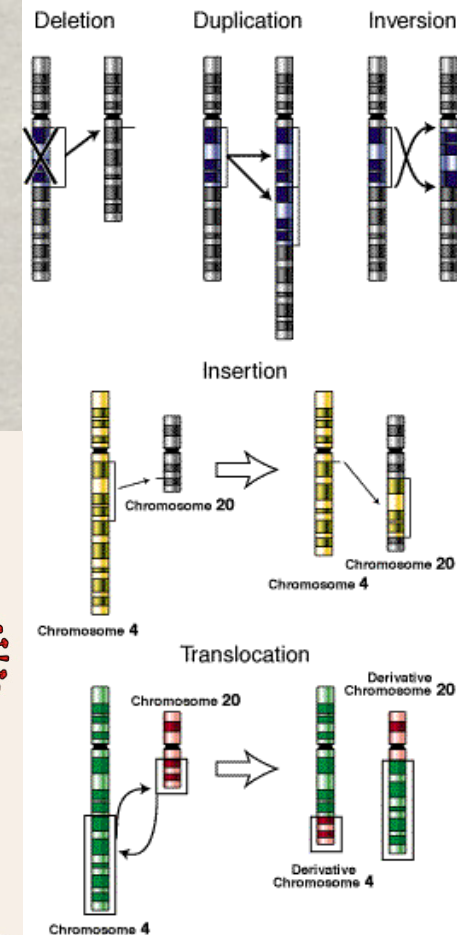 Deletion
Duplication
Inversion
Insertion
Chromosome 20
Chromosome 20
Chromosome 4
Chromosome 4
Translocation
Chromosome 20
Derivative
Chromosome 20
Derivative
Chromosome 4
Chromosome 4